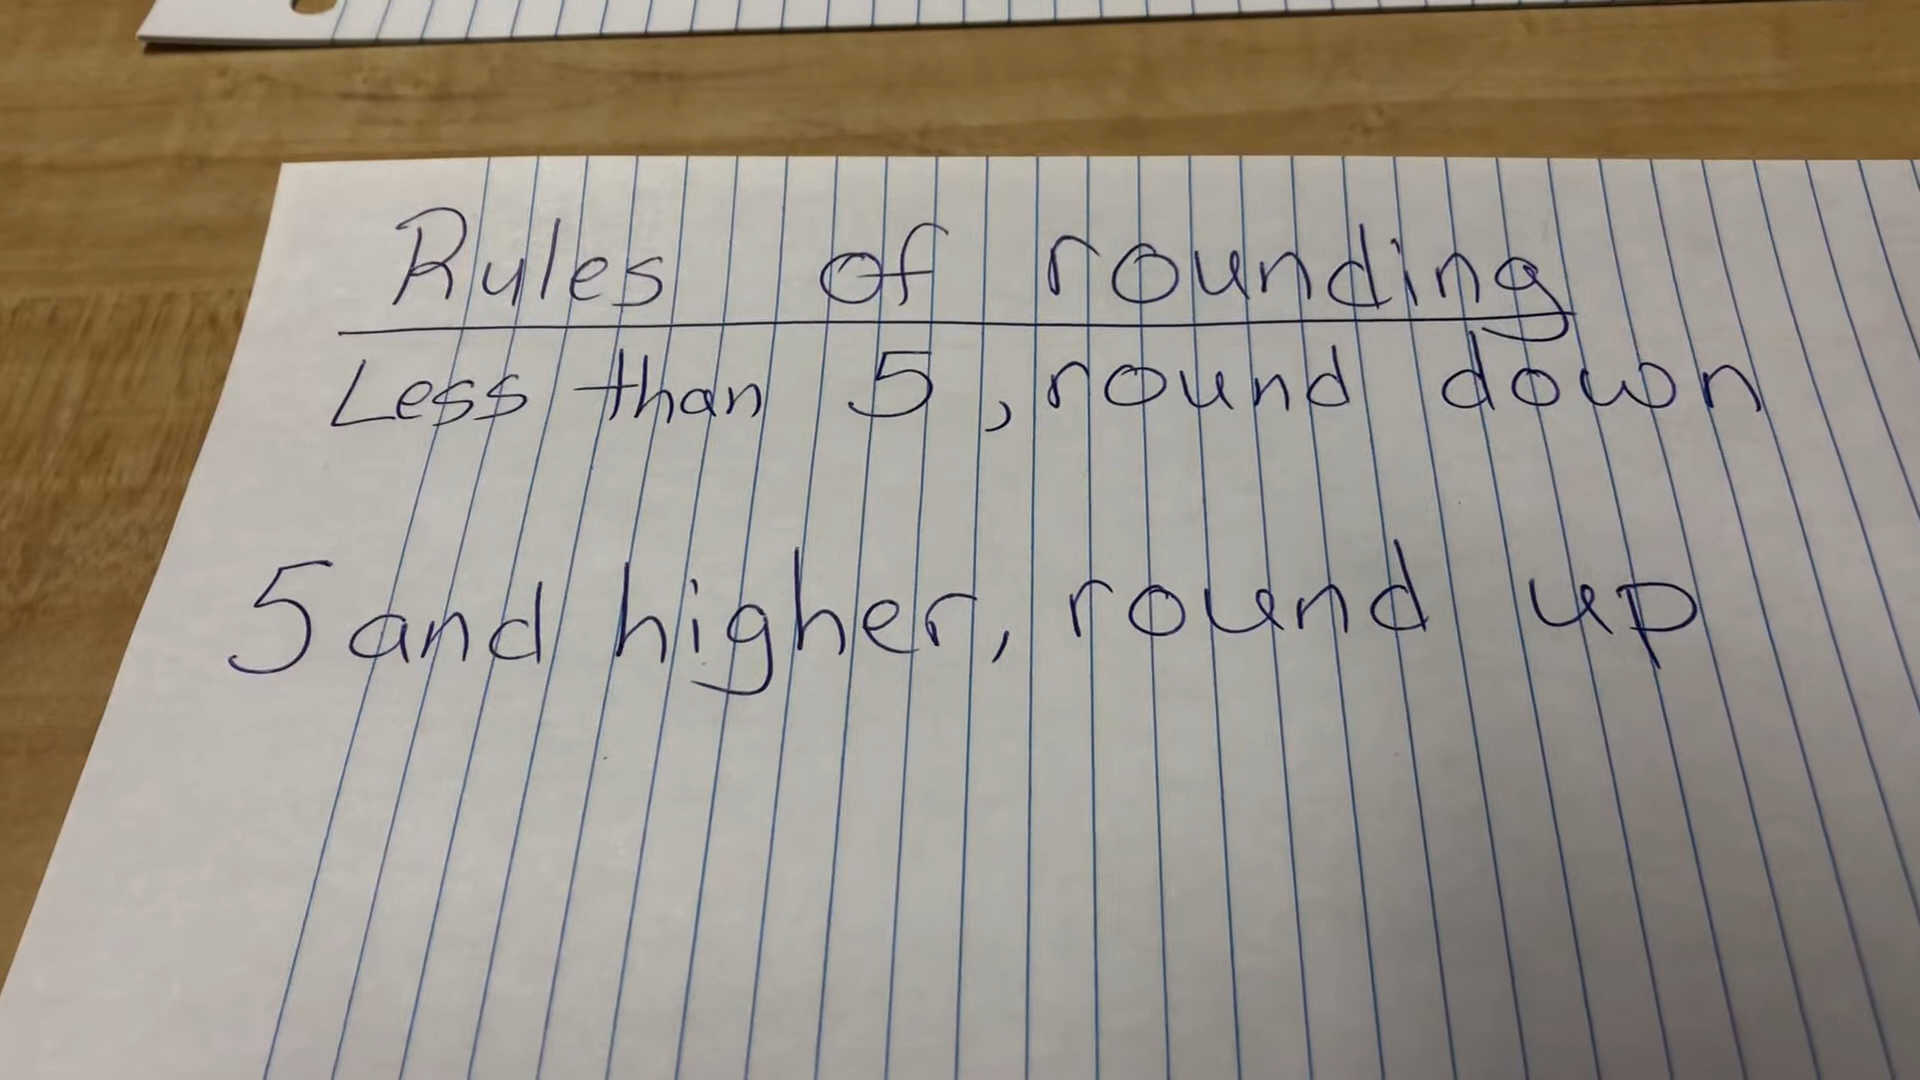 Rules of rounding
Less than 5, round down
5 and higher, round up